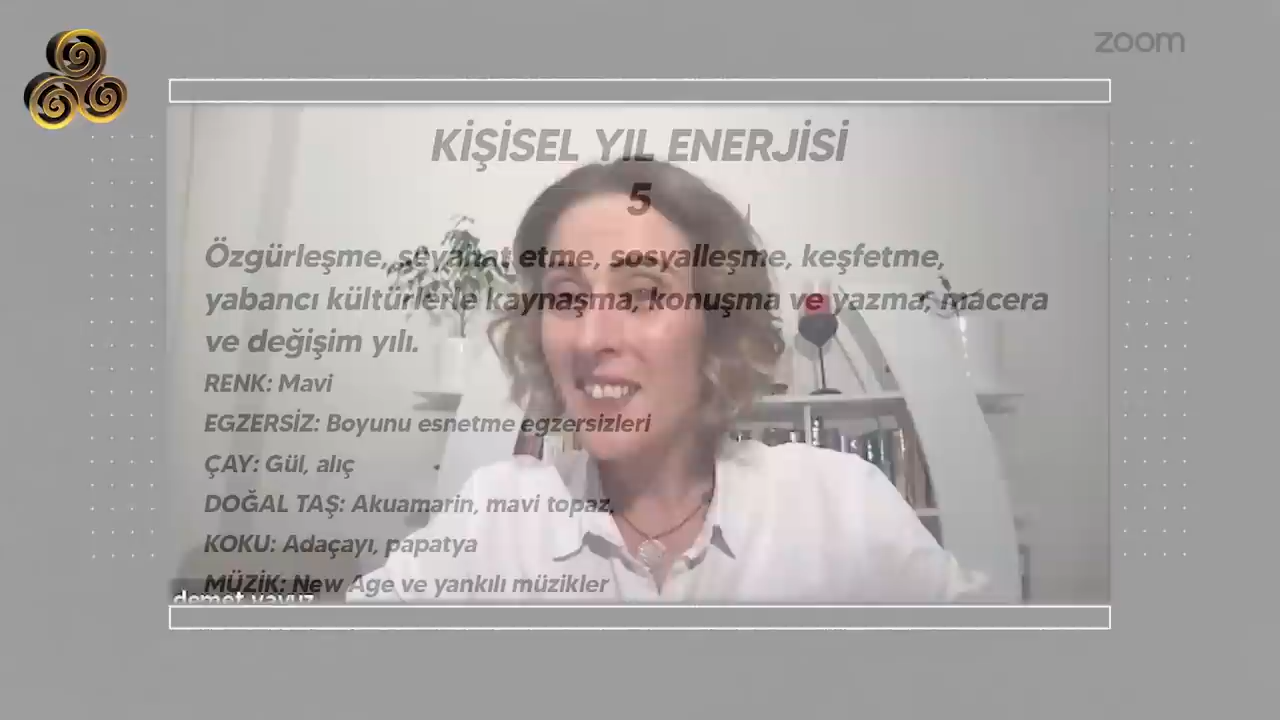 zoom
KİŞİSEL YIL ENERJİSİ
5
Özgürleşme, seyahat etme, sosyalleşme, keşfetme,
yabancı kültürlerle kaynaşma, konuşma ve yazma, macera
ve değişim yılı.
RENK: Mavi
EGZERSİZ: Boyunu esnetme egzersizleri
ÇAY: Gül, alıç
DOĞAL TAŞ: Akuamarin, mavi topaz,
KOKU: Adaçayı, papatya
MÜZİK: New Age ve yankılı müzikler
demet yavuz